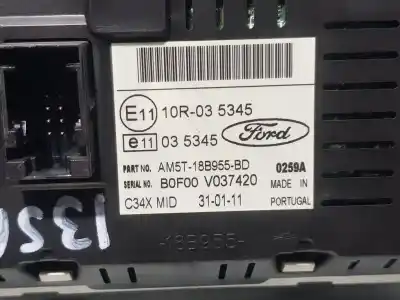 E11 10R-03 5345
e11 03 5345 Ford
PART NO. AM5T-18B955-BD 0259A
SERIAL NO. B0F00 V037420 MADE IN
C34X MID 31-01-11 PORTUGAL
-18B955-